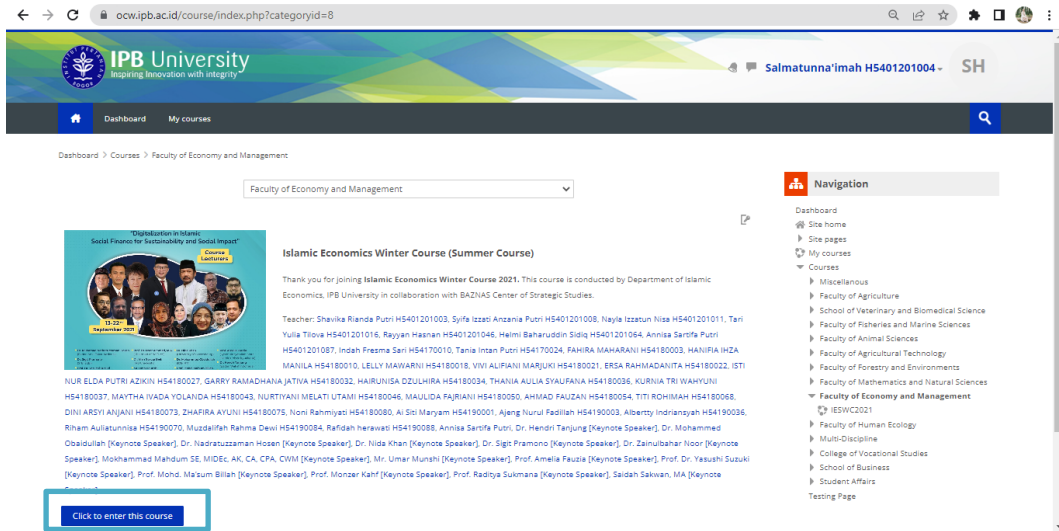 ocw.ipb.ac.id/course/index.php?categoryid=8
IPB University
Inspiring Innovation with integrity
Salmatunna'imah H5401201004
SH
Dashboard
My courses
Dashboard > Courses > Faculty of Economy and Management
Faculty of Economy and Management
"Digitalization in Islamic
Social Finance for Sustainability and Social Impact"
Course
Lecturers
13-22
September 2021
Islamic Economics Winter Course (Summer Course)
Thank you for joining Islamic Economics Winter Course 2021. This course is conducted by Department of Islamic
Economics, IPB University in collaboration with BAZNAS Center of Strategic Studies.
Teacher: Shavika Rianda Putri H5401201003, Syifa Izzati Anzania Putri H5401201008, Nayla Izzatun Nisa H5401201011, Tari
Yulia Tilova H5401201016, Rayyan Hasnan H5401201046, Helmi Baharuddin Sidiq H5401201064, Annisa Sartifa Putri
H5401201087, Indah Fresma Sari H54170010, Tania Intan Putri H54170024, FAHIRA MAHARANI H54180003, HANIFIA IHZA
MANILA H54180010, LELLY MAWARNI H54180018, VIVI ALIFIANI MARJUKI H54180021, ERSA RAHMADANITA H54180022, ISTI
NUR ELDA PUTRI AZIKIN H54180027, GARRY RAMADHANA JATIVA H54180032, HAIRUNISA DZULHIRA H54180034, THANIA AULIA SYAUFANA H54180036, KURNIA TRI WAHYUNI
H54180037, MAYTHA IVADA YOLANDA H54180043, NURTIYANI MELATI UTAMI H54180046, MAULIDA FAJRIANI H54180050, AHMAD FAUZAN H54180054, TITI ROHIMAH H54180068,
DINI ARSYI ANJANI H54180073, ZHAFIRA AYUNI H54180075, Noni Rahmiyati H54180080, Ai Siti Maryam H54190001, Ajeng Nurul Fadillah H54190003, Albertty Indriansyah H54190036,
Riham Auliatunnisa H54190070, Muzdalifah Rahma Dewi H54190084, Rafidah herawati H54190088, Annisa Sartifa Putri, Dr. Hendri Tanjung [Keynote Speaker], Dr. Mohammed
Obaidullah [Keynote Speaker], Dr. Nadratuzzaman Hosen [Keynote Speaker], Dr. Nida Khan [Keynote Speaker], Dr. Sigit Pramono [Keynote Speaker], Dr. Zainulbahar Noor [Keynote
Speaker], Mokhammad Mahdum SE, MIDEc, AK, CA, CPA, CWM [Keynote Speaker], Mr. Umar Munshi [Keynote Speaker], Prof. Amelia Fauzia [Keynote Speaker], Prof. Dr. Yasushi Suzuki
[Keynote Speaker], Prof. Mohd. Ma'sum Billah [Keynote Speaker], Prof. Monzer Kahf [Keynote Speaker], Prof. Raditya Sukmana [Keynote Speaker], Saidah Sakwan, MA [Keynote
Click to enter this course
Navigation
Dashboard
Site home
Site pages
My courses
Courses
Miscellanous
Faculty of Agriculture
School of Veterinary and Biomedical Science
Faculty of Fisheries and Marine Sciences
Faculty of Animal Sciences
Faculty of Agricultural Technology
Faculty of Forestry and Environments
Faculty of Mathematics and Natural Sciences
Faculty of Economy and Management
IESWC2021
Faculty of Human Ecology
Multi-Discipline
College of Vocational Studies
School of Business
Student Affairs
Testing Page